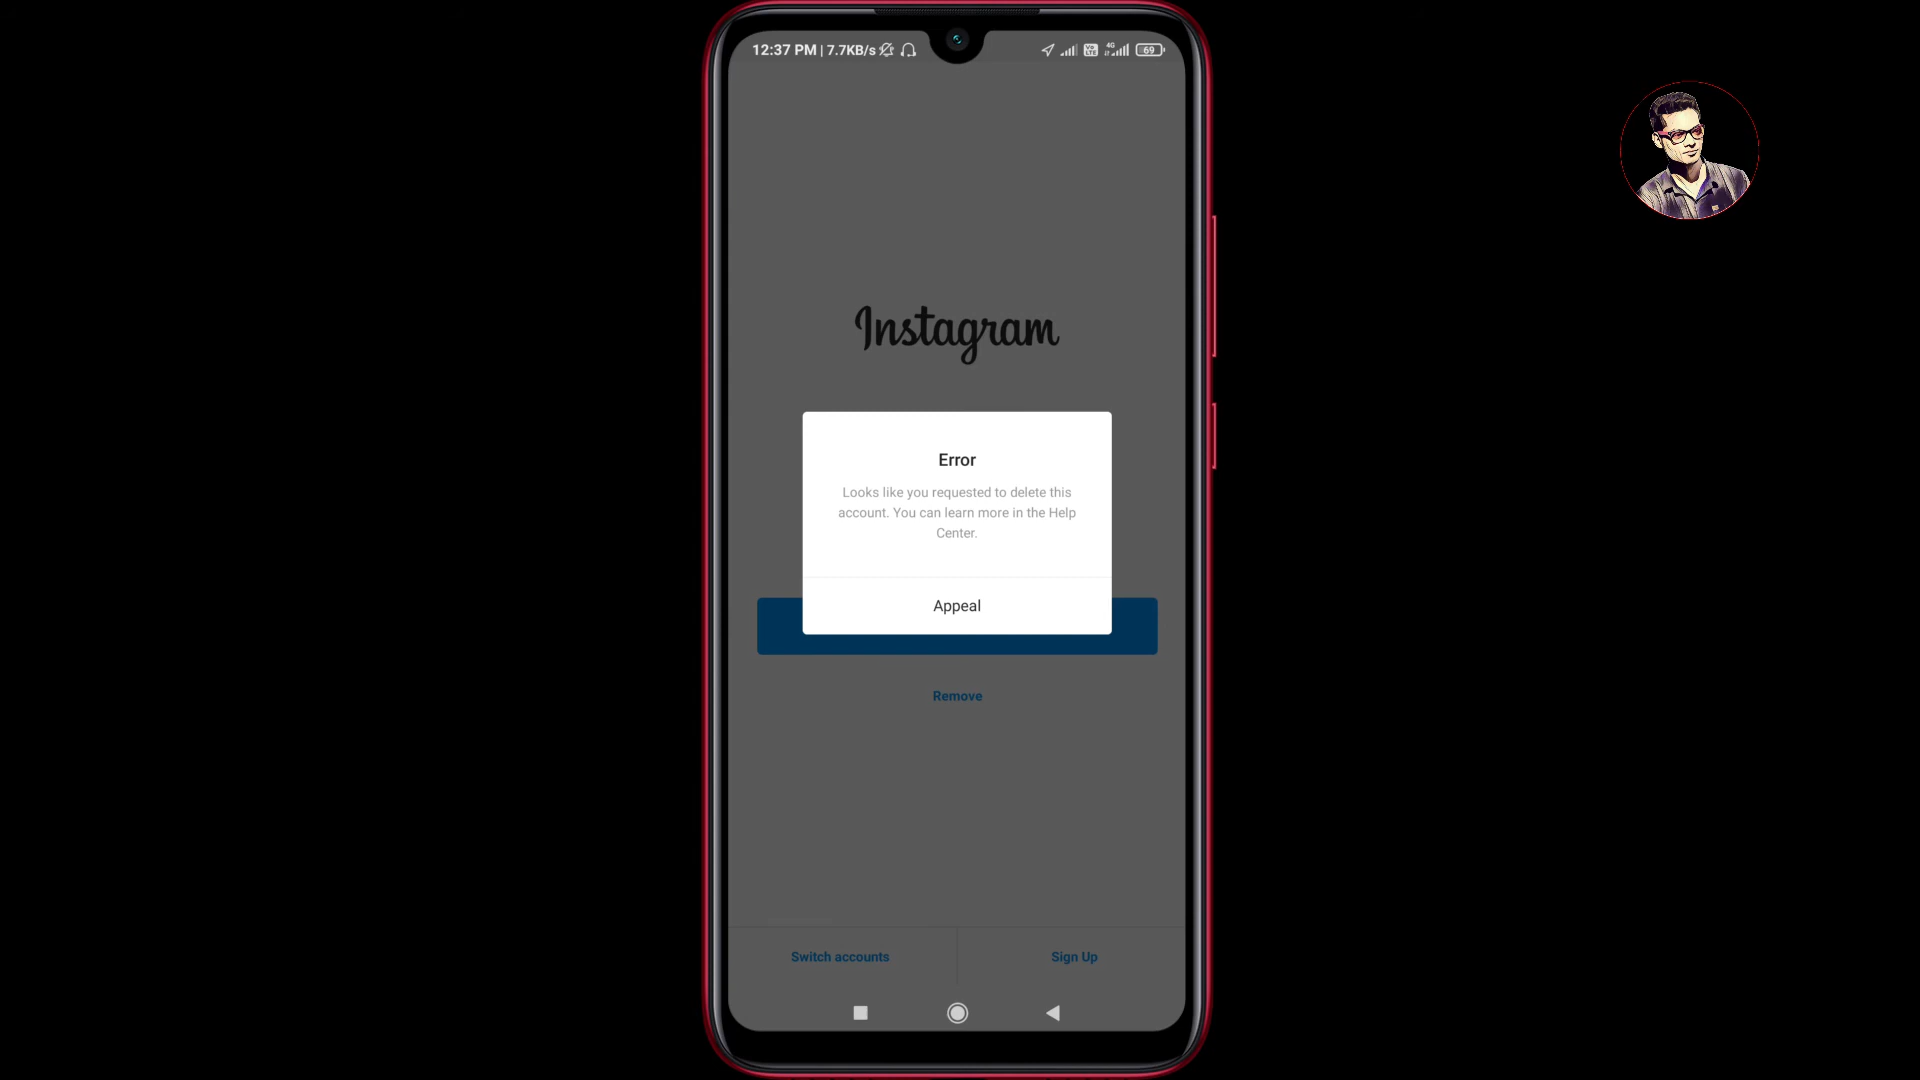 12:37 PM | 7.7KB/s
4G
69
Instagram
Error
Looks like you requested to delete this
account. You can learn more in the Help
Center.
Appeal
Remove
Switch accounts
Sign Up